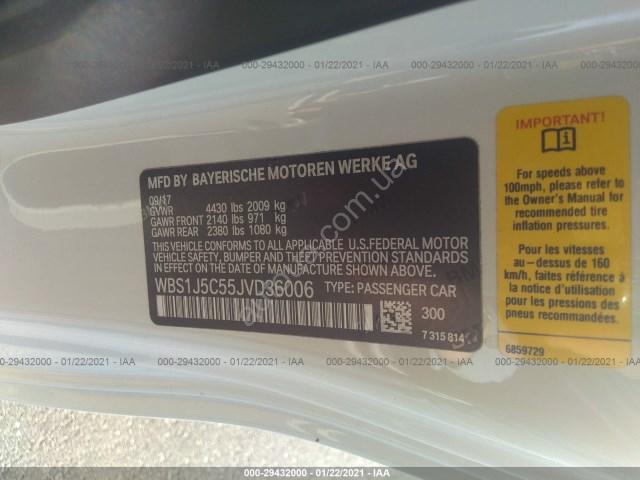 000-29432000 - 01/22/2021 - IAA
MFD BY BAYERISCHE MOTOREN WERKE AG
09/17
GVWR 4430 lbs 2009 kg
GAWR FRONT 2140 lbs 971 kg
GAWR REAR 2380 lbs 1080 kg
THIS VEHICLE CONFORMS TO ALL APPLICABLE U.S.FEDERAL MOTOR
VEHICLE SAFETY, BUMPER AND THEFT PREVENTION STANDARDS
IN EFFECT ON THE DATE OF MANUFACTURE SHOWN ABOVE.
WBS1J5C55JVD36006 TYPE: PASSENGER CAR
300
7 315 814
IMPORTANT!
For speeds above
100mph, please refer to
the Owner's Manual for
recommended tire
inflation pressures.
Pour les vitesses
au-dessus de 160
km/h, faites référence
à la notice
d'utilisation pour les
pressions des pneus
recommandées.
6859729
000-29432000 - 01/22/2021 - IAA